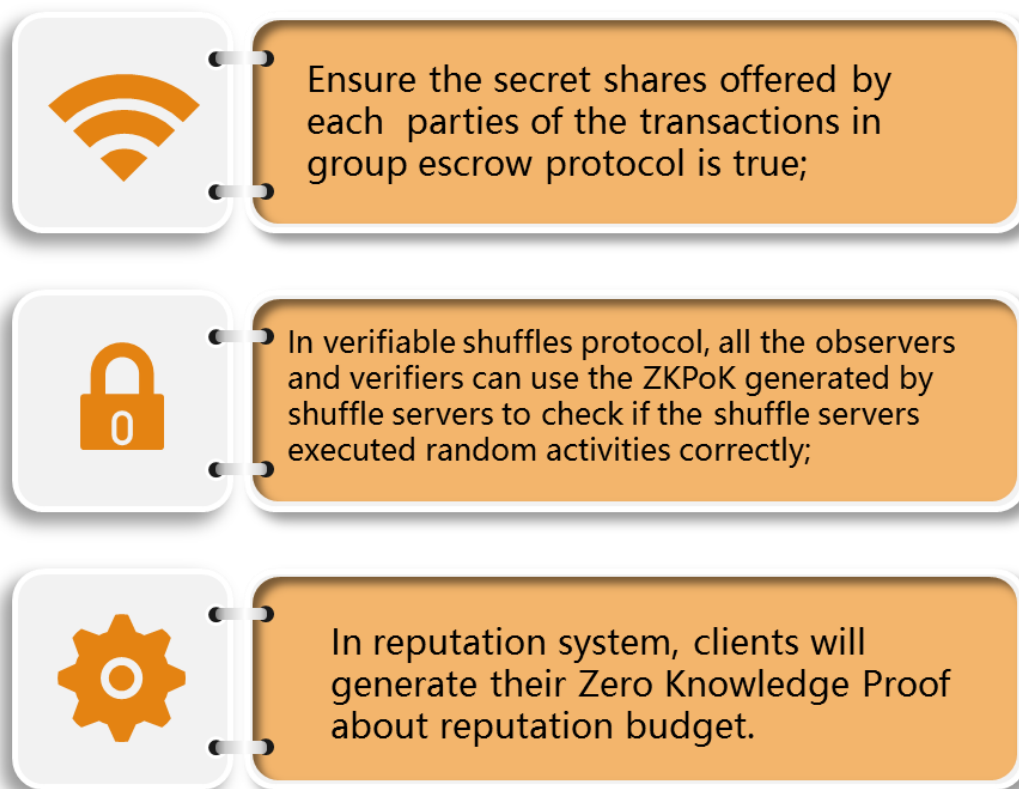 Ensure the secret shares offered by
each  parties of the transactions in
group escrow protocol is true;
0
In verifiable shuffles protocol, all the observers
and verifiers can use the ZKPoK generated by
shuffle servers to check if the shuffle servers
executed random activities correctly;
In reputation system, clients will
generate their Zero Knowledge Proof
about reputation budget.